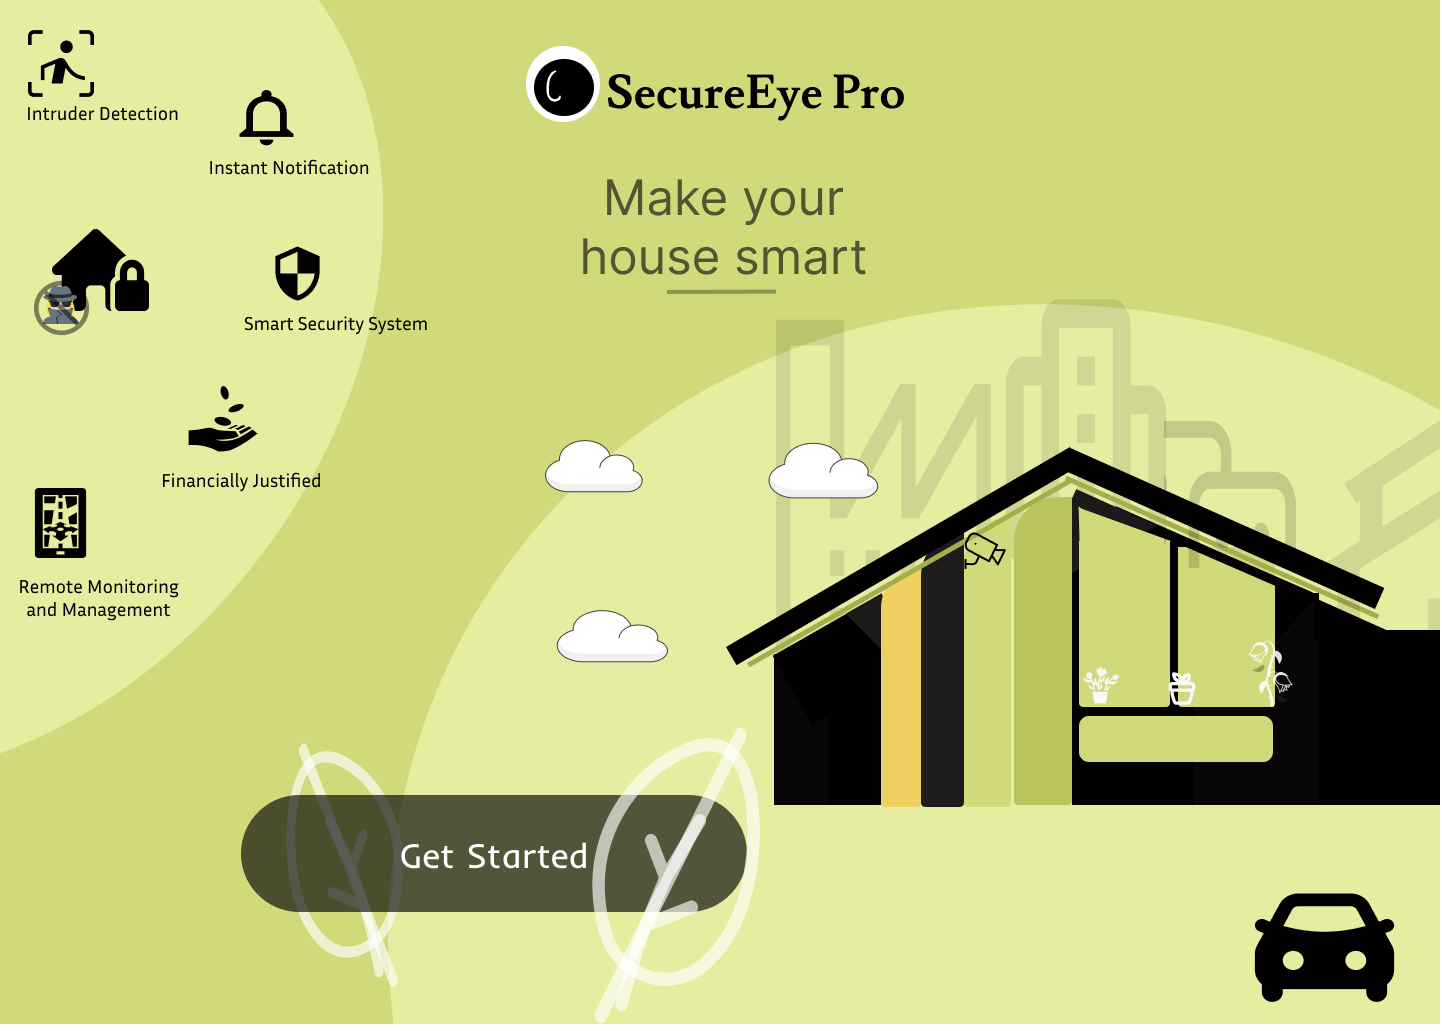 SecureEye Pro
Make your
house smart
Intruder Detection
Instant Notification
Smart Security System
Financially Justified
Remote Monitoring
and Management
Get Started